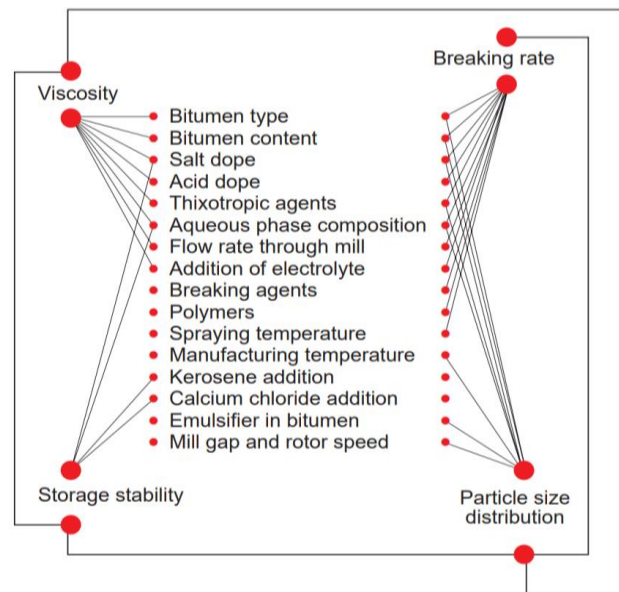 Breaking rate
Viscosity
Bitumen type
Bitumen content
Salt dope
Acid dope
Thixotropic agents
Aqueous phase composition
Flow rate through mill
Addition of electrolyte
Breaking agents
Polymers
Spraying temperature
Manufacturing temperature
Kerosene addition
Calcium chloride addition
Emulsifier in bitumen
Mill gap and rotor speed
Storage stability
Particle size
distribution